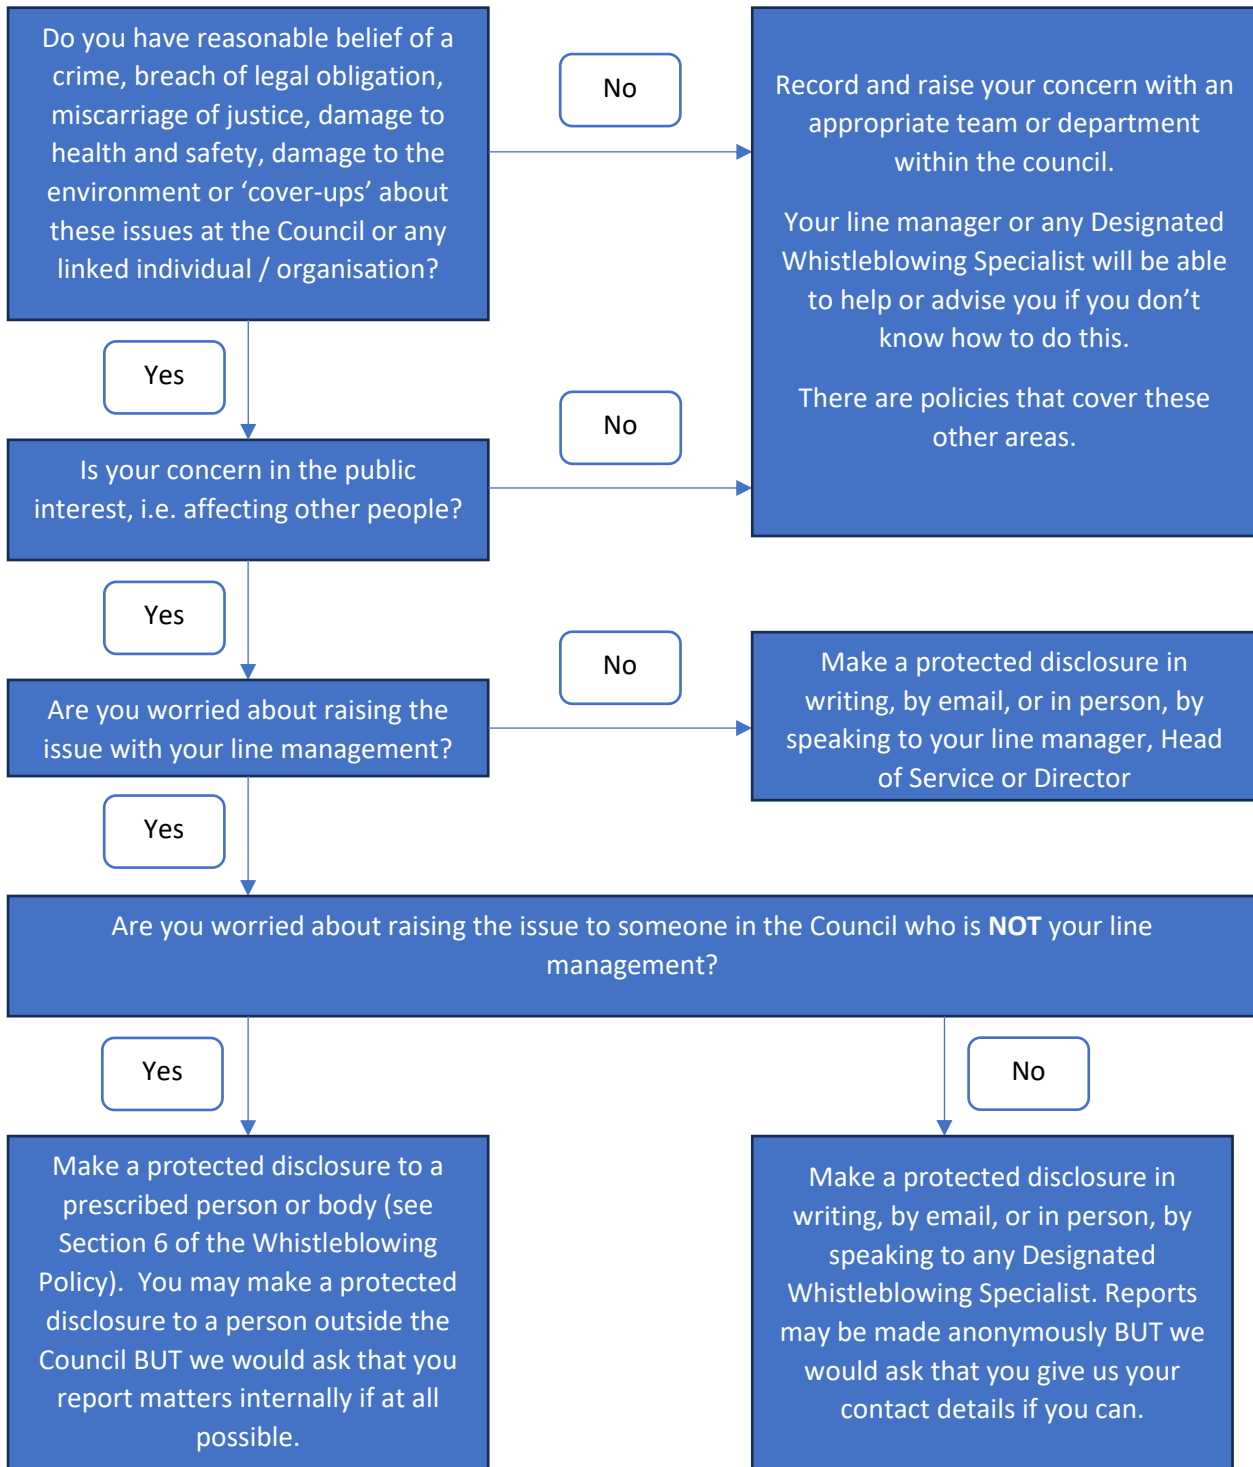 Do you have reasonable belief of a
crime, breach of legal obligation,
miscarriage of justice, damage to
health and safety, damage to the
environment or ‘cover-ups’ about
these issues at the Council or any
linked individual / organisation?
No
Record and raise your concern with an
appropriate team or department
within the council.
Your line manager or any Designated
Whistleblowing Specialist will be able
to help or advise you if you don’t
know how to do this.
There are policies that cover these
other areas.
Yes
No
Is your concern in the public
interest, i.e. affecting other people?
Yes
No
Are you worried about raising the
issue with your line management?
Make a protected disclosure in
writing, by email, or in person, by
speaking to your line manager, Head
of Service or Director
Yes
Are you worried about raising the issue to someone in the Council who is NOT your line
management?
Yes
No
Make a protected disclosure to a
prescribed person or body (see
Section 6 of the Whistleblowing
Policy). You may make a protected
disclosure to a person outside the
Council BUT we would ask that you
report matters internally if at all
possible.
Make a protected disclosure in
writing, by email, or in person, by
speaking to any Designated
Whistleblowing Specialist. Reports
may be made anonymously BUT we
would ask that you give us your
contact details if you can.